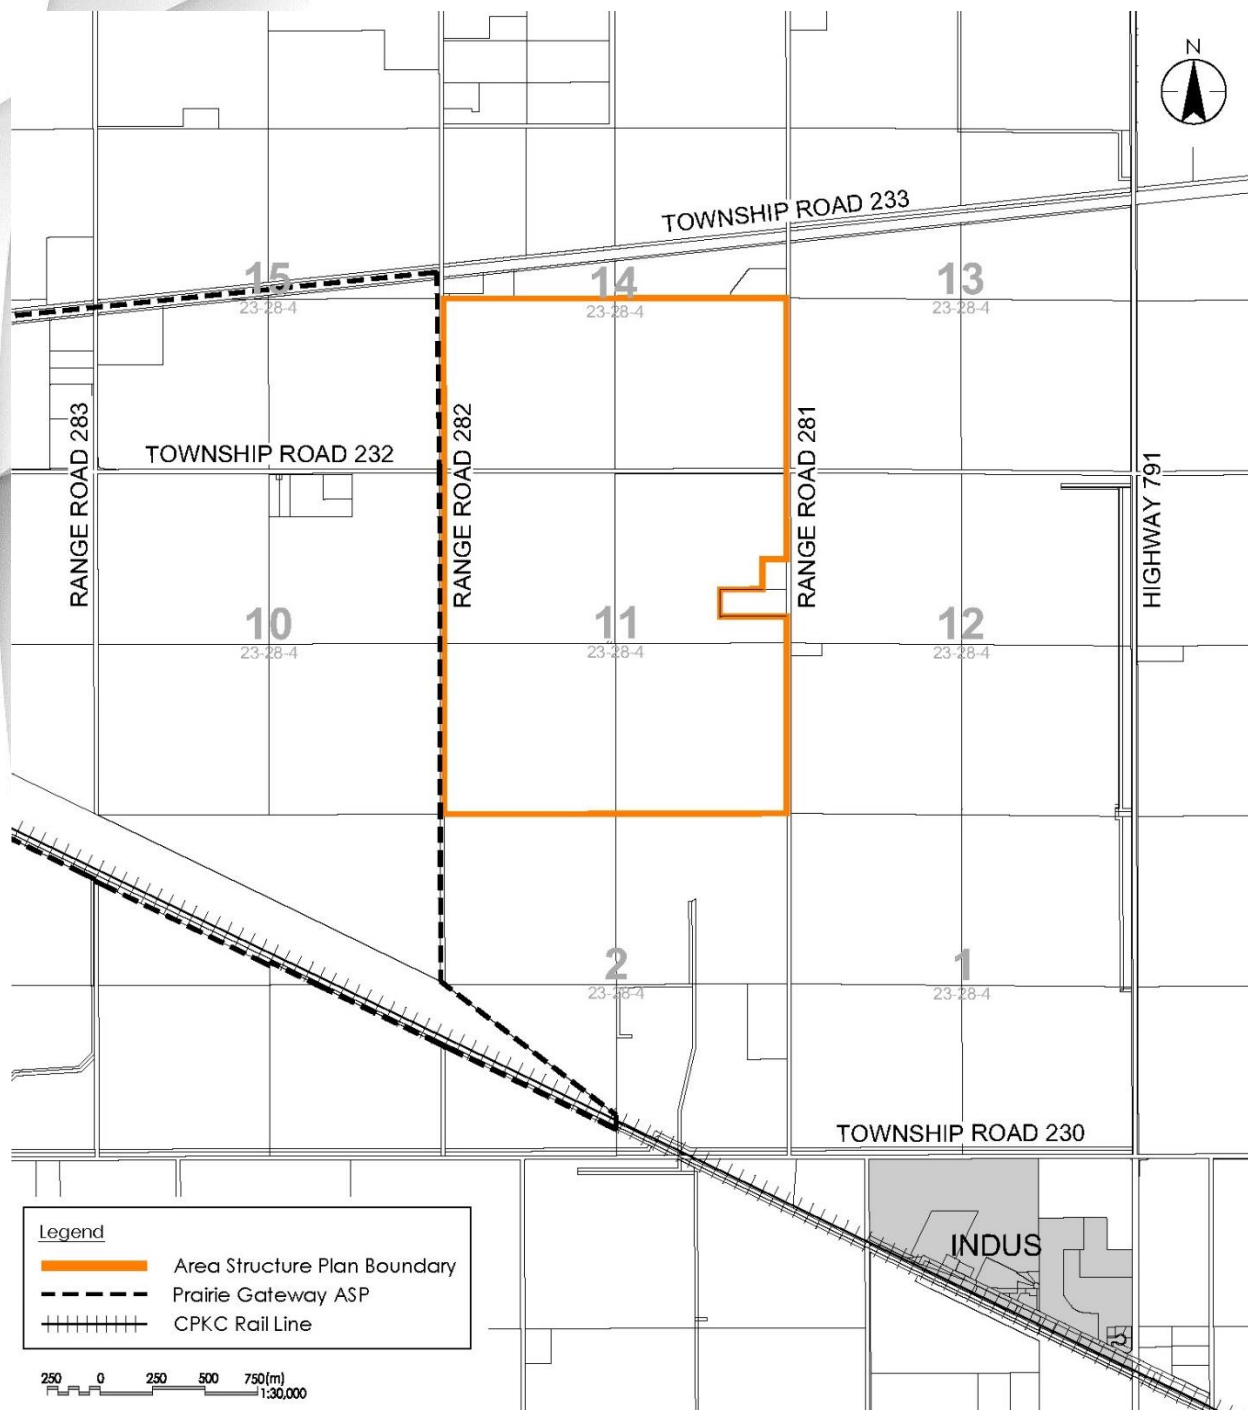 N
TOWNSHIP ROAD 233
15
23-28-4
14
23-28-4
13
23-28-4
RANGE ROAD 283
TOWNSHIP ROAD 232
RANGE ROAD 282
RANGE ROAD 281
HIGHWAY 791
10
23-28-4
11
23-28-4
12
23-28-4
2
23-28-4
1
23-28-4
TOWNSHIP ROAD 230
INDUS
Legend
Area Structure Plan Boundary
Prairie Gateway ASP
CPKC Rail Line
250 0 250 500 750(m)
1:30,000